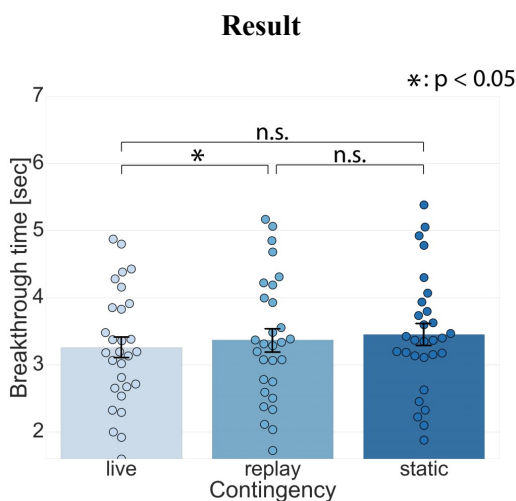 Result
*: p < 0.05
7
n.s.
6
* n.s.
5
4
3
2
Breakthrough time [sec]
live replay static
Contingency